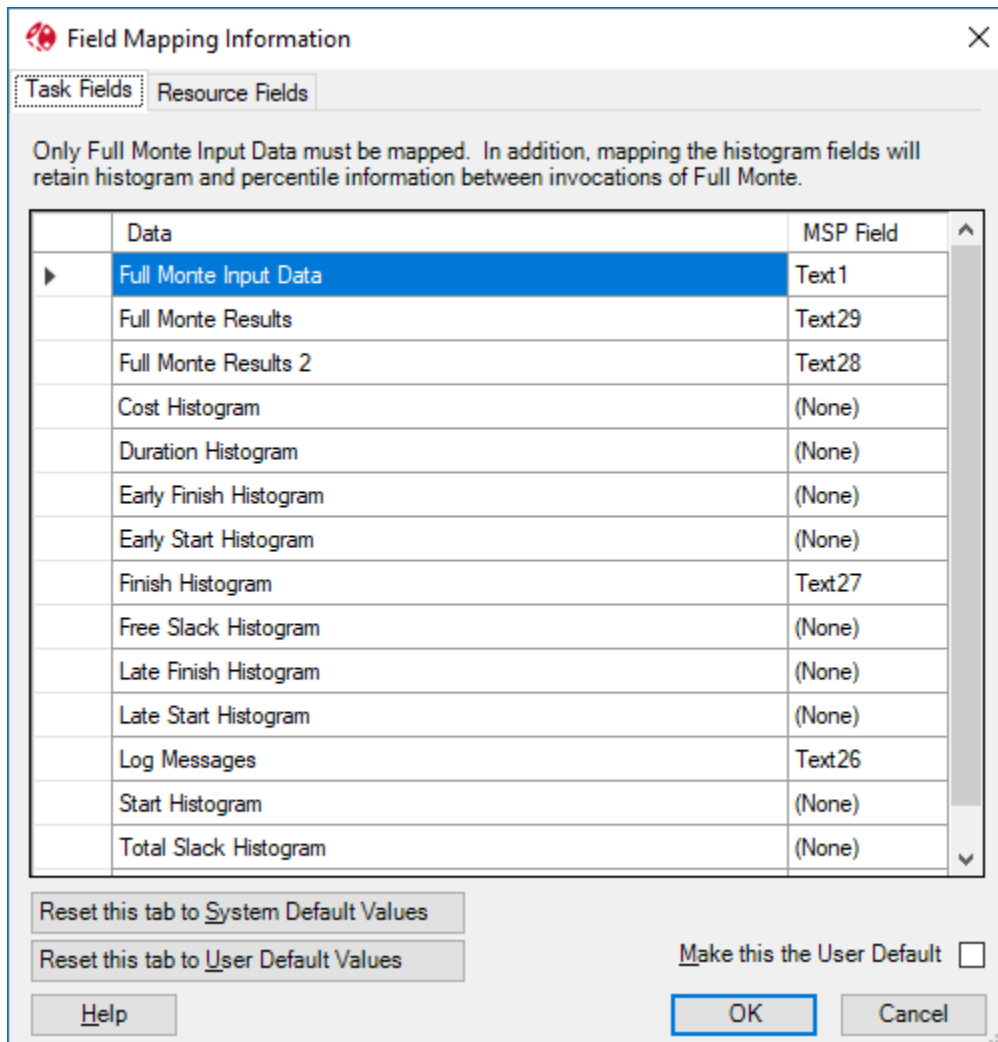 Field Mapping Information
Task Fields Resource Fields
Only Full Monte Input Data must be mapped. In addition, mapping the histogram fields will
retain histogram and percentile information between invocations of Full Monte.
Data MSP Field
Full Monte Input Data Text1
Full Monte Results Text29
Full Monte Results 2 Text28
Cost Histogram (None)
Duration Histogram (None)
Early Finish Histogram (None)
Early Start Histogram (None)
Finish Histogram Text27
Free Slack Histogram (None)
Late Finish Histogram (None)
Late Start Histogram (None)
Log Messages Text26
Start Histogram (None)
Total Slack Histogram (None)
Reset this tab to System Default Values
Reset this tab to User Default Values Make this the User Default
Help OK Cancel